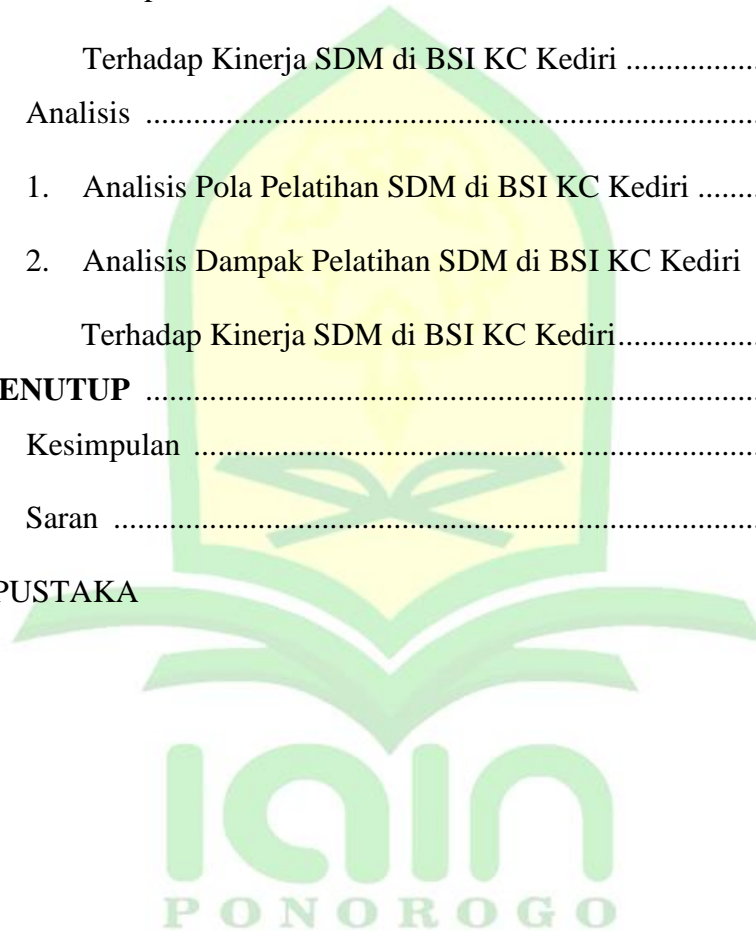 Terhadap Kinerja SDM di BSI KC Kediri ................
Analisis ................................................................................
1. Analisis Pola Pelatihan SDM di BSI KC Kediri .......
2. Analisis Dampak Pelatihan SDM di BSI KC Kediri
Terhadap Kinerja SDM di BSI KC Kediri.................
ENUTUP ................................................................................
Kesimpulan ........................................................................
Saran ..................................................................................
PUSTAKA
iain
PONOROGO